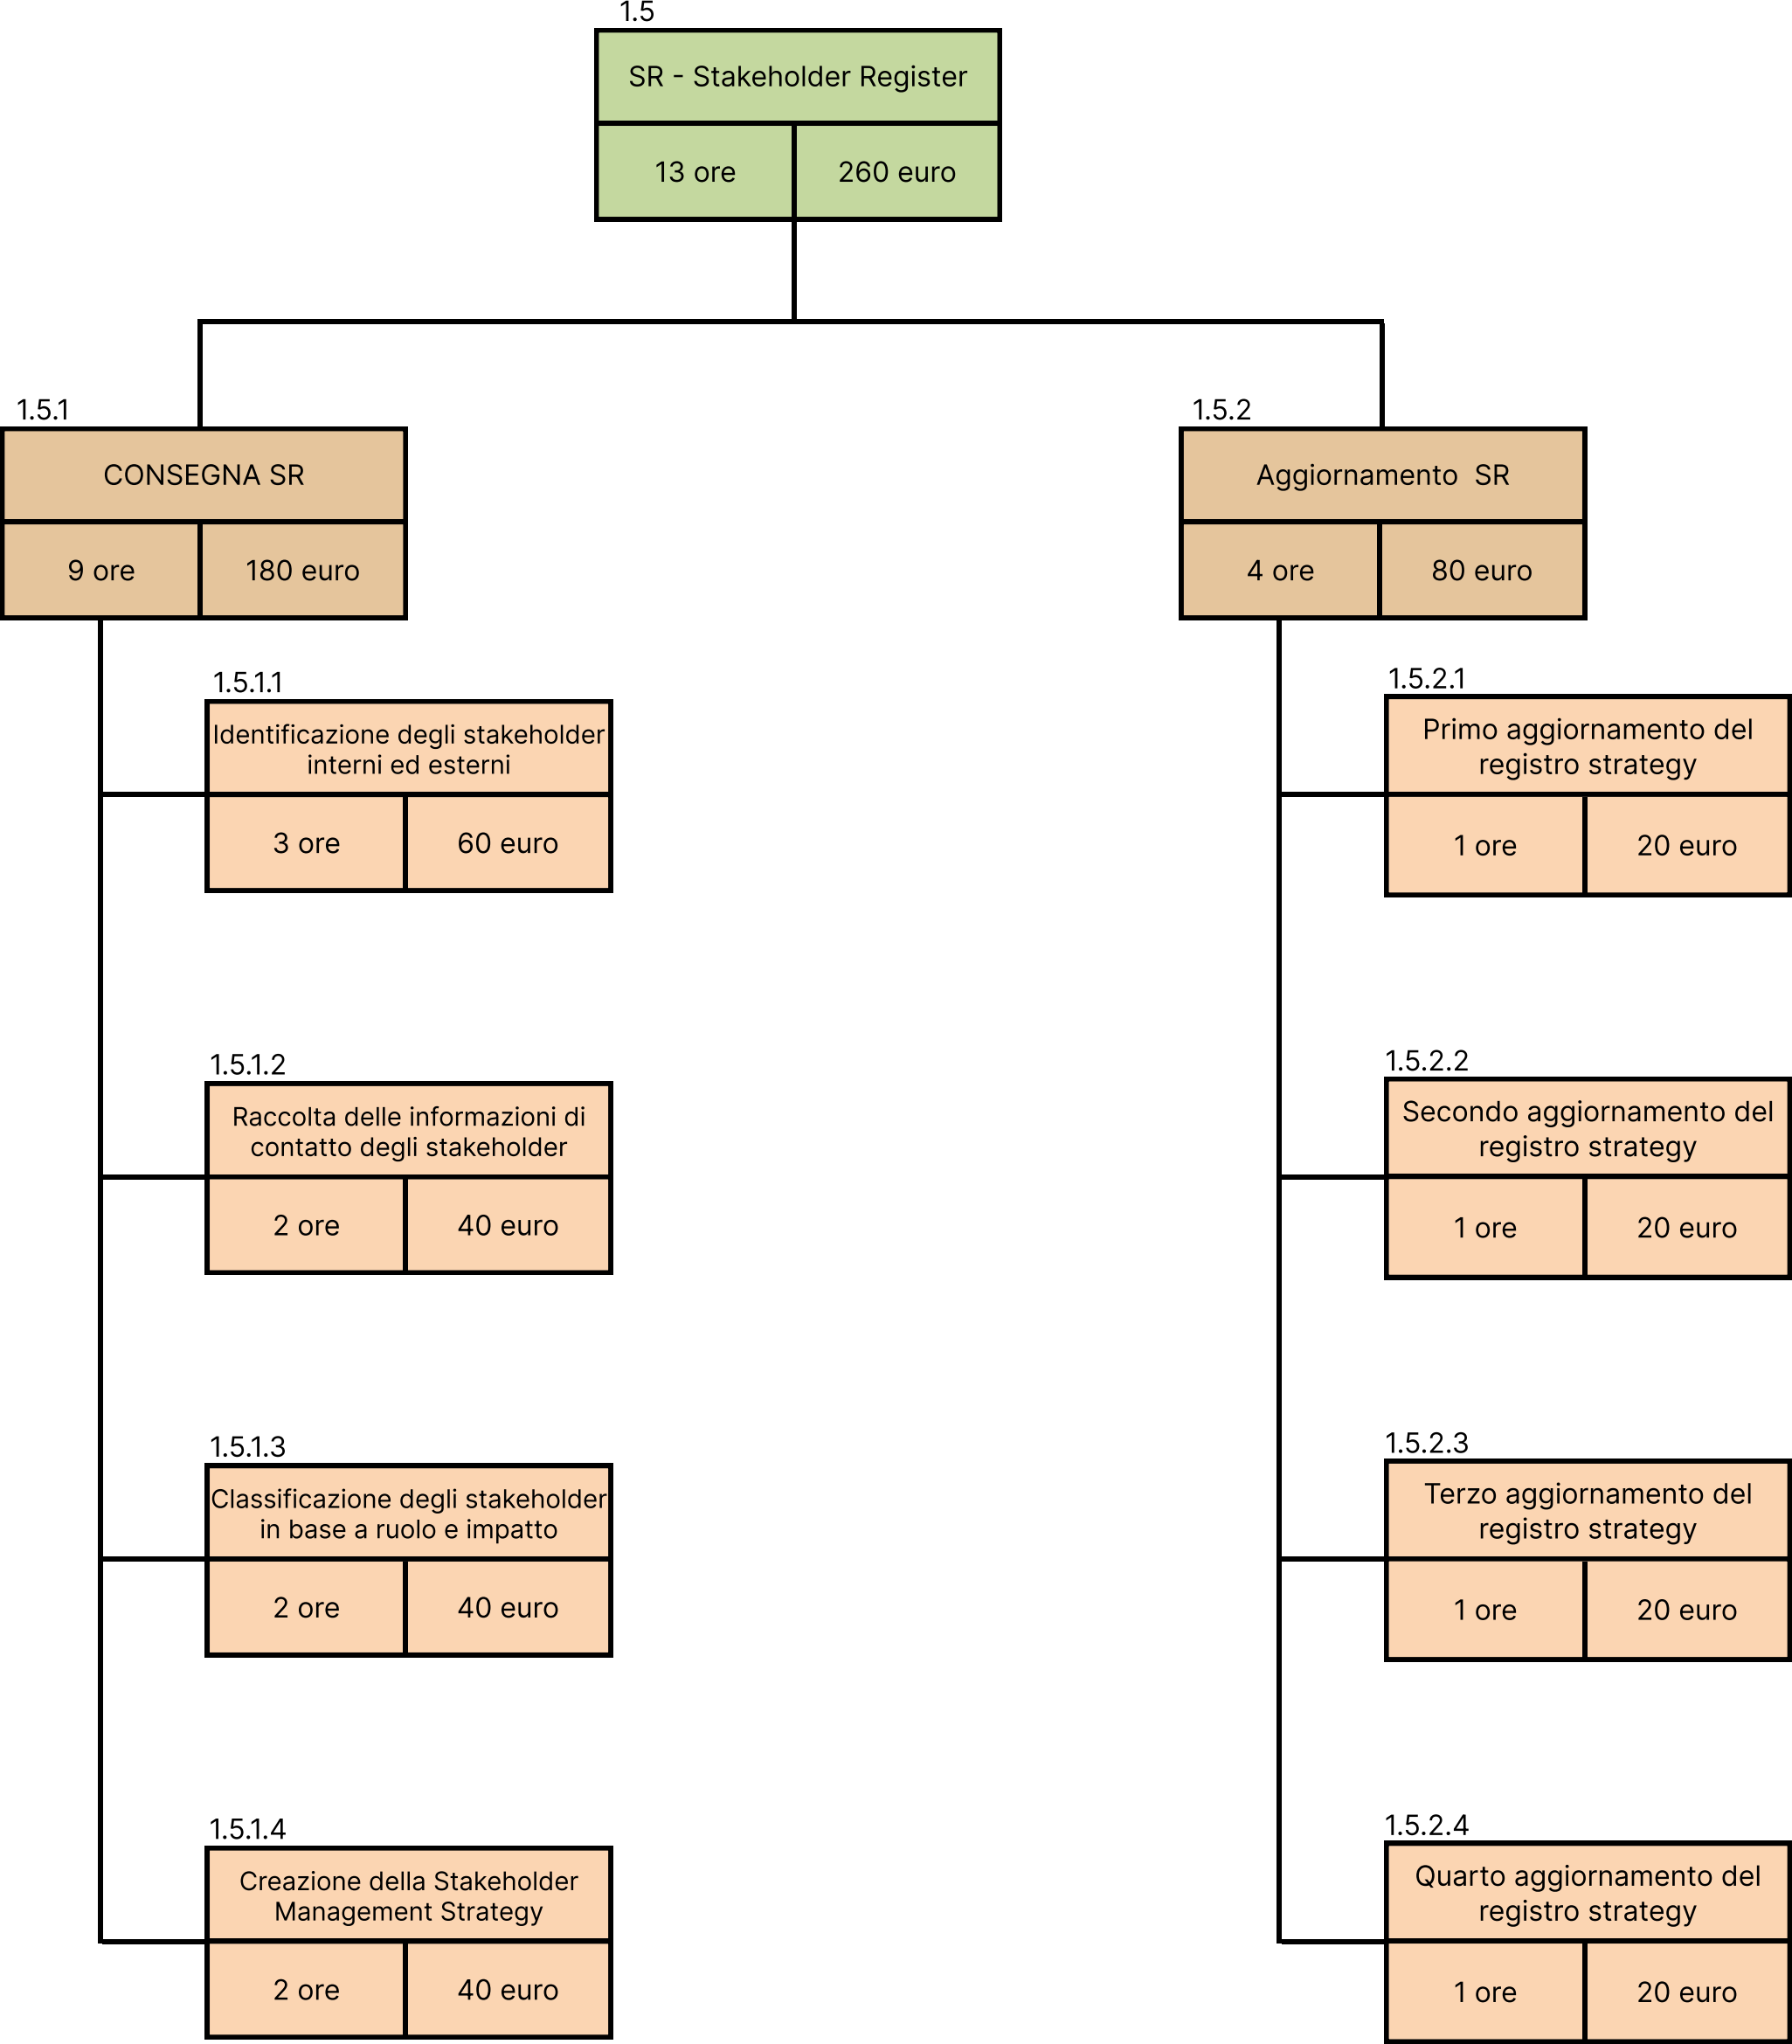 1.5
SR - Stakeholder Register
13 ore
260 euro
1.5.1
CONSEGNA SR
9 ore
180 euro
1.5.1.1
Identificazione degli stakeholder
interni ed esterni
3 ore
60 euro
1.5.1.2
Raccolta delle informazioni di
contatto degli stakeholder
2 ore
40 euro
1.5.1.3
Classificazione degli stakeholder
in base a ruolo e impatto
2 ore
40 euro
1.5.1.4
Creazione della Stakeholder
Management Strategy
2 ore
40 euro
1.5.2
Aggiornamento  SR
4 ore
80 euro
1.5.2.1
Primo aggiornamento del
registro strategy
1 ore
20 euro
1.5.2.2
Secondo aggiornamento del
registro strategy
1 ore
20 euro
1.5.2.3
Terzo aggiornamento del
registro strategy
1 ore
20 euro
1.5.2.4
Quarto aggiornamento del
registro strategy
1 ore
20 euro